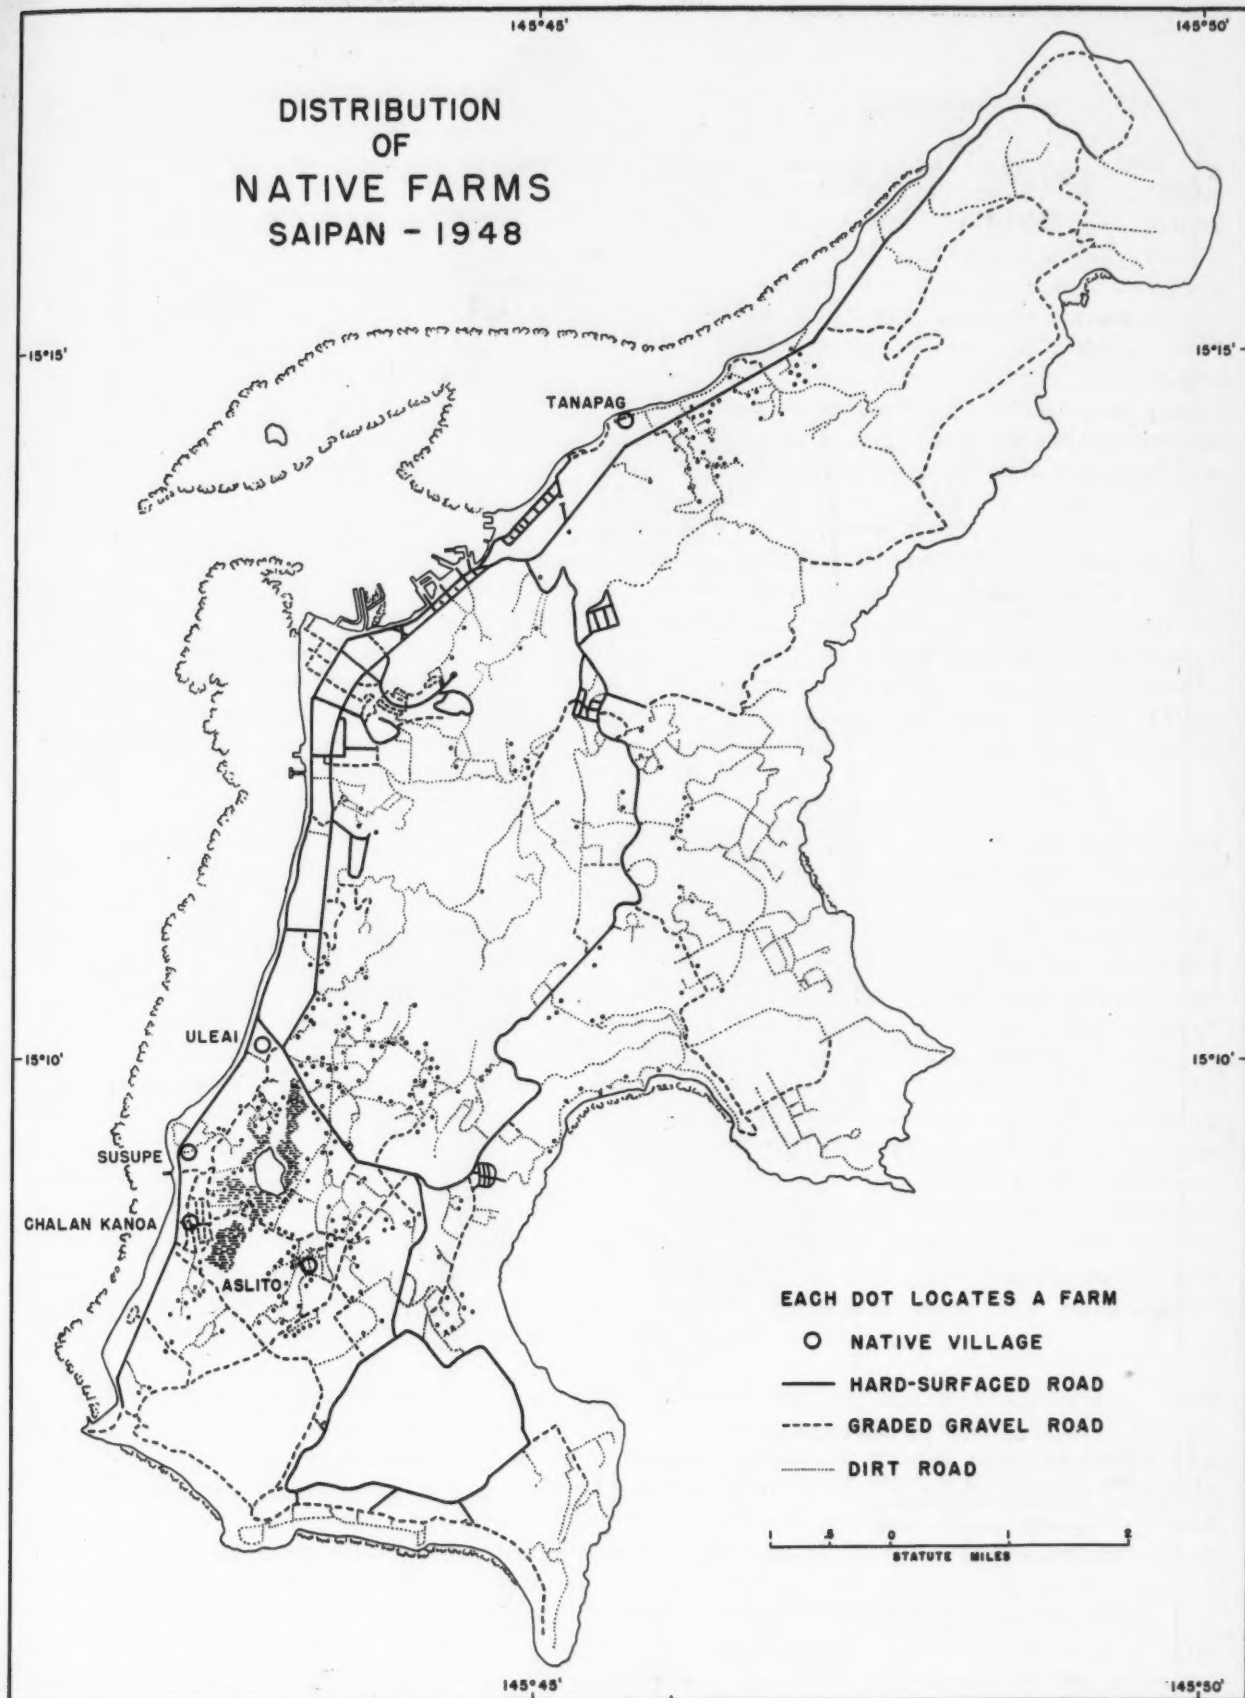 145°45'
145°50'
DISTRIBUTION
OF
NATIVE FARMS
SAIPAN - 1948
15°15'
15°15'
TANAPAG
ULEAI
15°10'
15°10'
SUSUPE
CHALAN KANOA
ASLITO
EACH DOT LOCATES A FARM
NATIVE VILLAGE
HARD-SURFACED ROAD
GRADED GRAVEL ROAD
DIRT ROAD
1 .5 0 1 2
STATUTE MILES
145°45'
145°50'